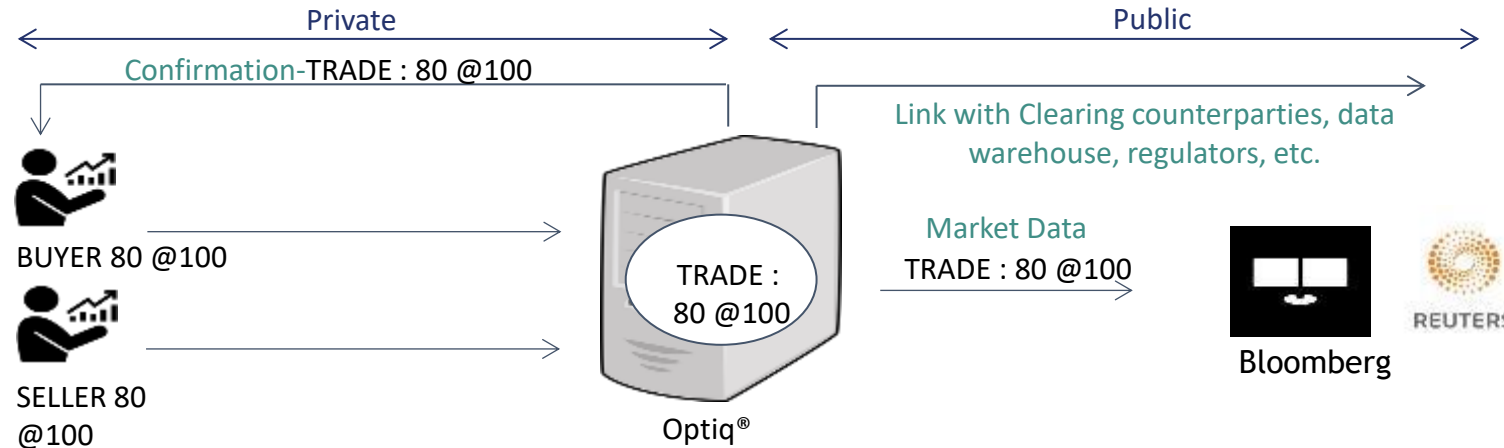 Private
Public
Confirmation-TRADE : 80 @100
Link with Clearing counterparties, data
warehouse, regulators, etc.
BUYER 80 @100
SELLER 80
@100
TRADE :
80 @100
Optiq®
Market Data
TRADE : 80 @100
Bloomberg
REUTERS